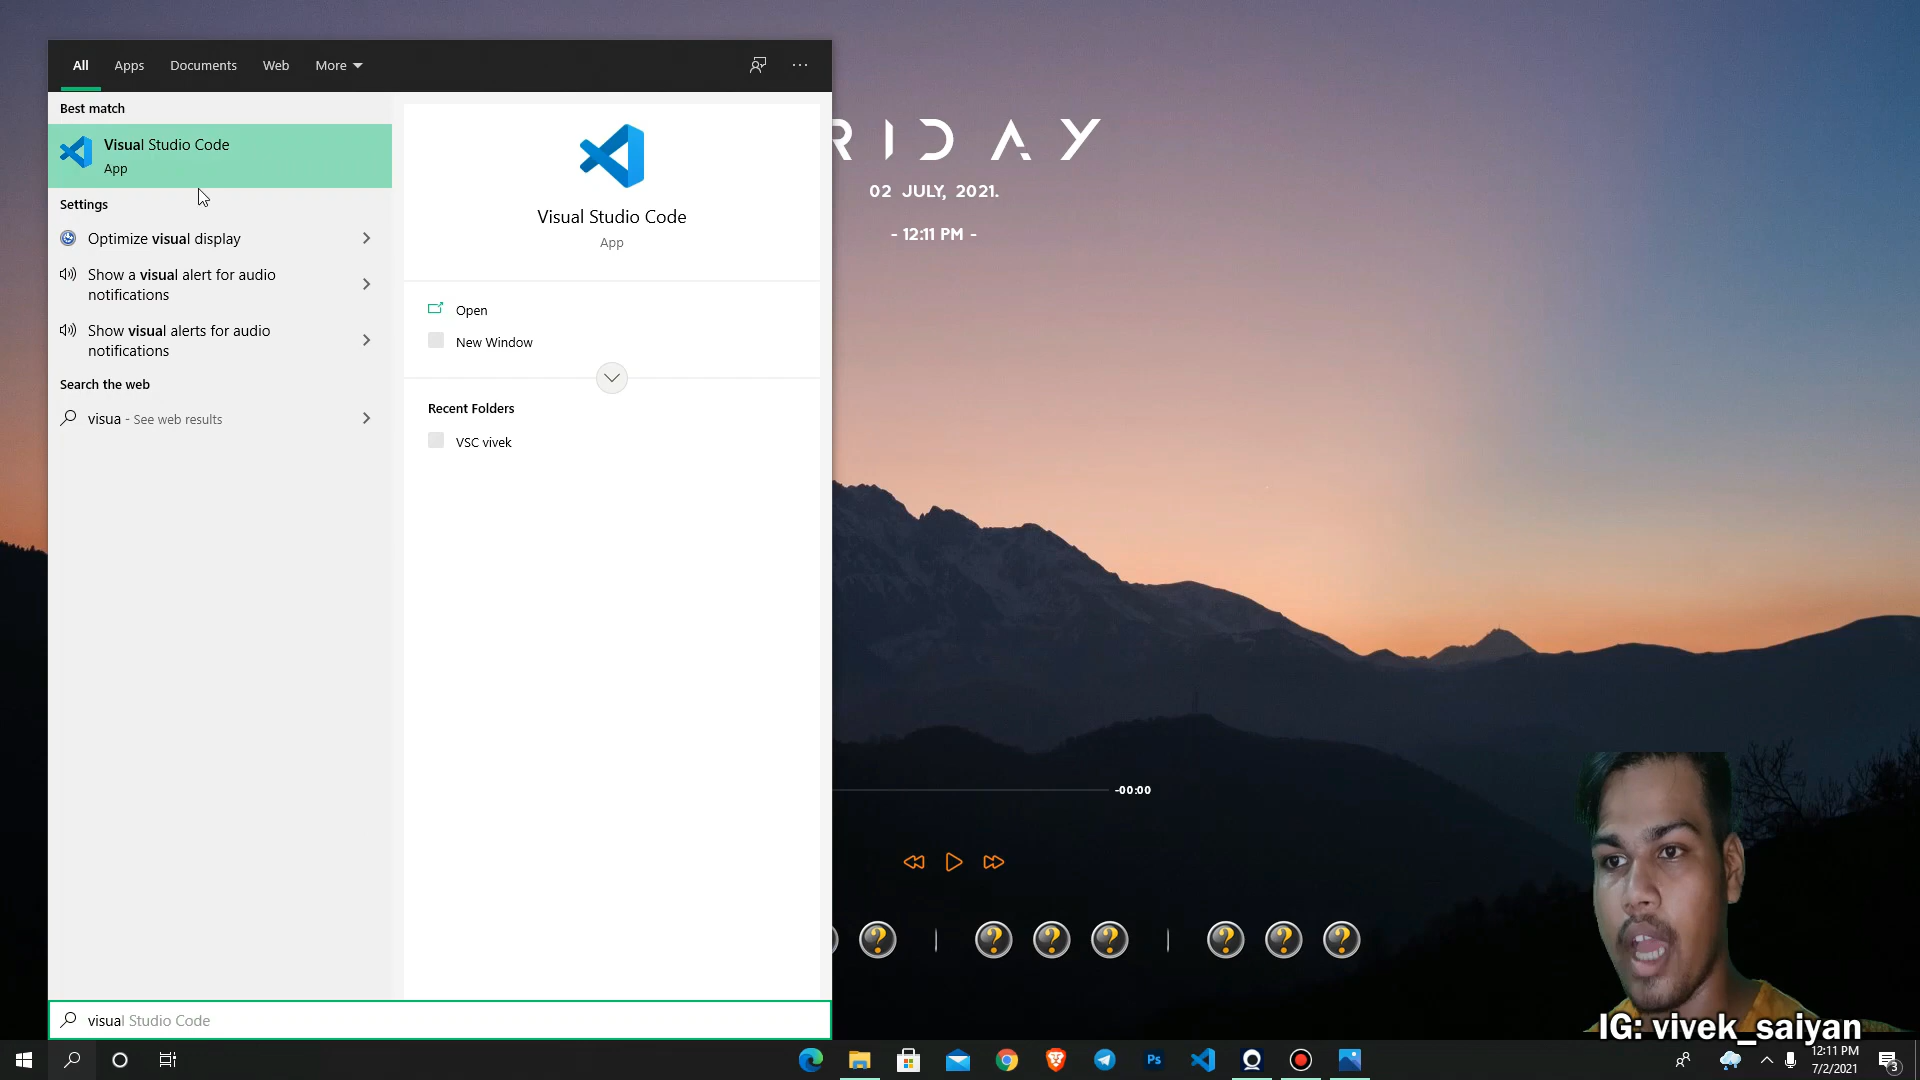 All Apps Documents Web More
Best match
Visual Studio Code
App
Settings
Optimize visual display
Show a visual alert for audio
notifications
Show visual alerts for audio
notifications
Search the web
visua - See web results
Visual Studio Code
App
Open
New Window
Recent Folders
VSC vivek
RIDAY
02 JULY, 2021.
- 12:11 PM -
-00:00
? ? ? ? ? ? ?
IG: vivek_saiyan
visual Studio Code
Ps
12:11 PM
7/2/2021
3